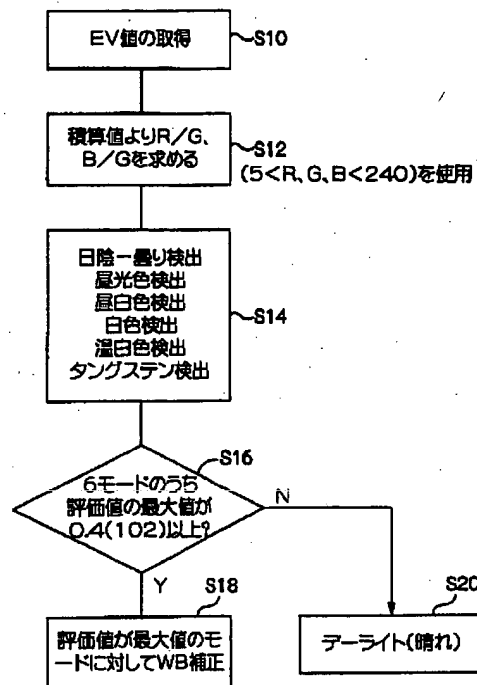 EV値の取得
S10
積算値よりR/G、
B/Gを求める
S12
(5<R、G、B<240)を使用
日陰-曇り検出
昼光色検出
昼白色検出
白色検出
温白色検出
タングステン検出
S14
S16
6モードのうち
評価値の最大値が
0.4(102)以上?
N
Y
S18
評価値が最大値のモ
ードに対してWB補正
S20
デーライト(晴れ)